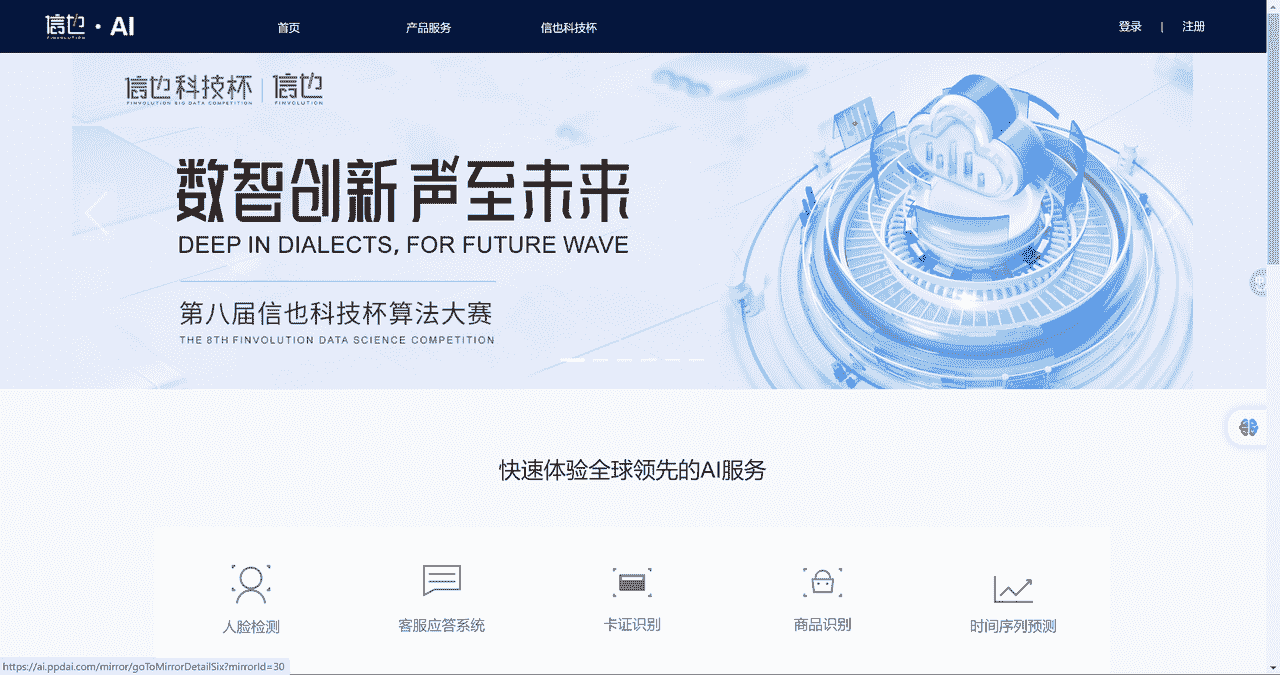 信也 · AI
FINVOLUTION
首页
产品服务
信也科技杯
登录 | 注册
信也科技杯 | 信也
FINVOLUTION BIG DATA COMPETITION
FINVOLUTION
数智创新 声至未来
DEEP IN DIALECTS, FOR FUTURE WAVE
第八届信也科技杯算法大赛
THE 8TH FINVOLUTION DATA SCIENCE COMPETITION
快速体验全球领先的AI服务
人脸检测
客服应答系统
卡证识别
商品识别
时间序列预测
https://ai.ppdai.com/mirror/goToMirrorDetailSix?mirrorId=30